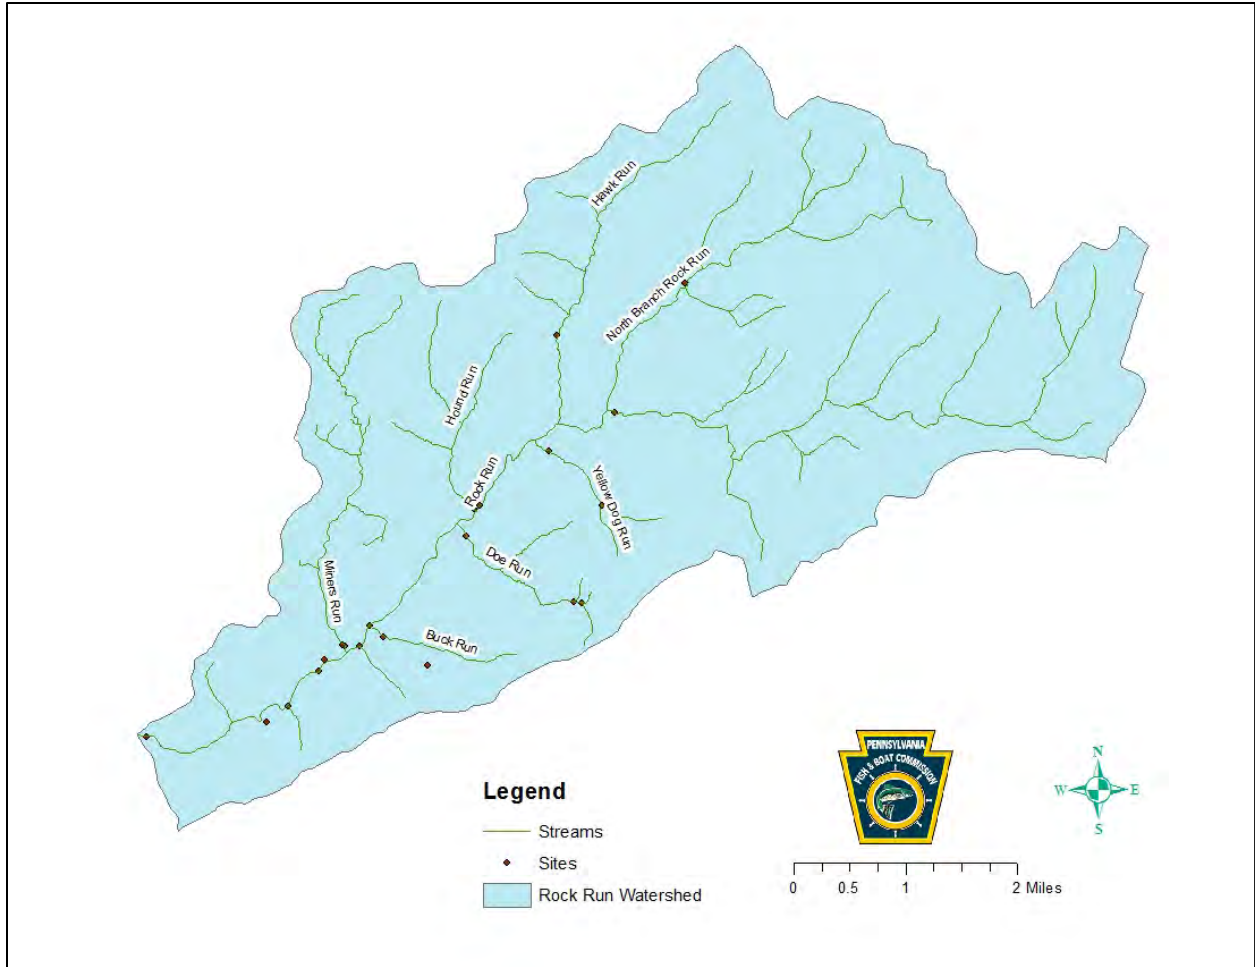 Hawk Run
North Branch Rock Run
Hound Run
Rock Run
Yellow Dog Run
Doe Run
Miners Run
Buck Run
PENNSYLVANIA
FISH & BOAT COMMISSION
N
W E
S
Legend
Streams
Sites
Rock Run Watershed
0 0.5 1 2 Miles